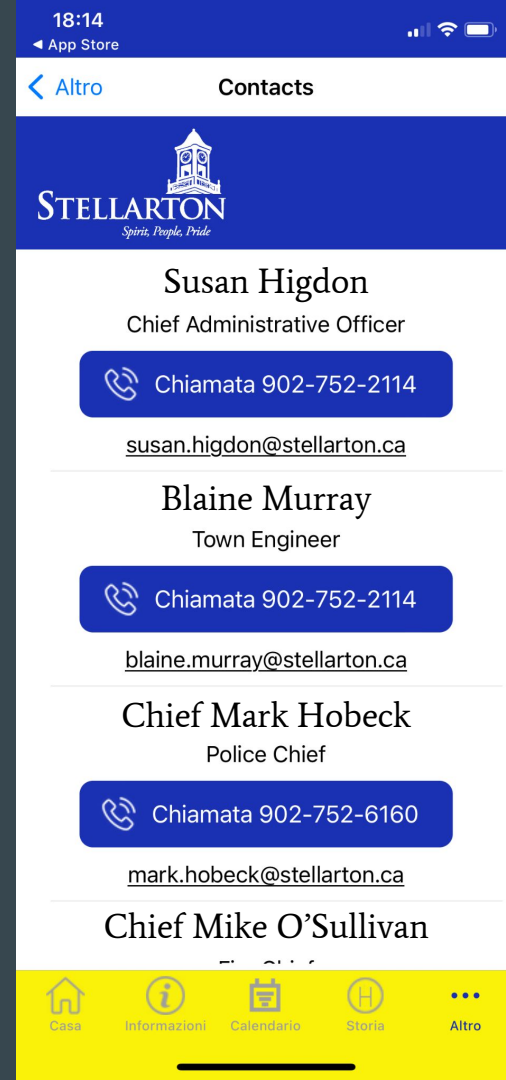 18:14
◀ App Store
Altro
Contacts
STELLARTON
Spirit, People, Pride
Susan Higdon
Chief Administrative Officer
Chiamata 902-752-2114
susan.higdon@stellarton.ca
Blaine Murray
Town Engineer
Chiamata 902-752-2114
blaine.murray@stellarton.ca
Chief Mark Hobeck
Police Chief
Chiamata 902-752-6160
mark.hobeck@stellarton.ca
Chief Mike O’Sullivan
Casa Informazioni Calendario Storia Altro